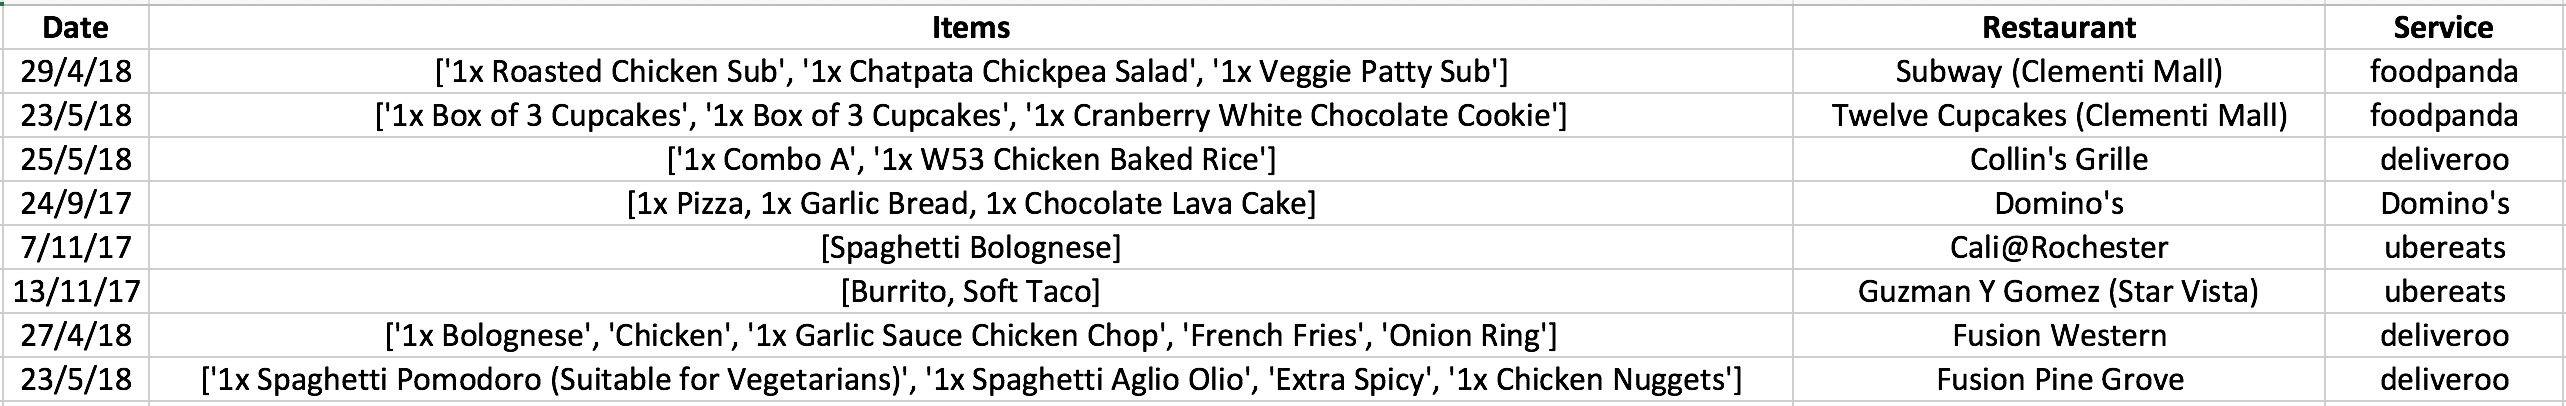 Date Items Restaurant Service
29/4/18 ['1x Roasted Chicken Sub', '1x Chatpata Chickpea Salad', '1x Veggie Patty Sub'] Subway (Clementi Mall) foodpanda
23/5/18 ['1x Box of 3 Cupcakes', '1x Box of 3 Cupcakes', '1x Cranberry White Chocolate Cookie'] Twelve Cupcakes (Clementi Mall) foodpanda
25/5/18 ['1x Combo A', '1x W53 Chicken Baked Rice'] Collin's Grille deliveroo
24/9/17 [1x Pizza, 1x Garlic Bread, 1x Chocolate Lava Cake] Domino's Domino's
7/11/17 [Spaghetti Bolognese] Cali@Rochester ubereats
13/11/17 [Burrito, Soft Taco] Guzman Y Gomez (Star Vista) ubereats
27/4/18 ['1x Bolognese', 'Chicken', '1x Garlic Sauce Chicken Chop', 'French Fries', 'Onion Ring'] Fusion Western deliveroo
23/5/18 ['1x Spaghetti Pomodoro (Suitable for Vegetarians)', '1x Spaghetti Aglio Olio', 'Extra Spicy', '1x Chicken Nuggets'] Fusion Pine Grove deliveroo